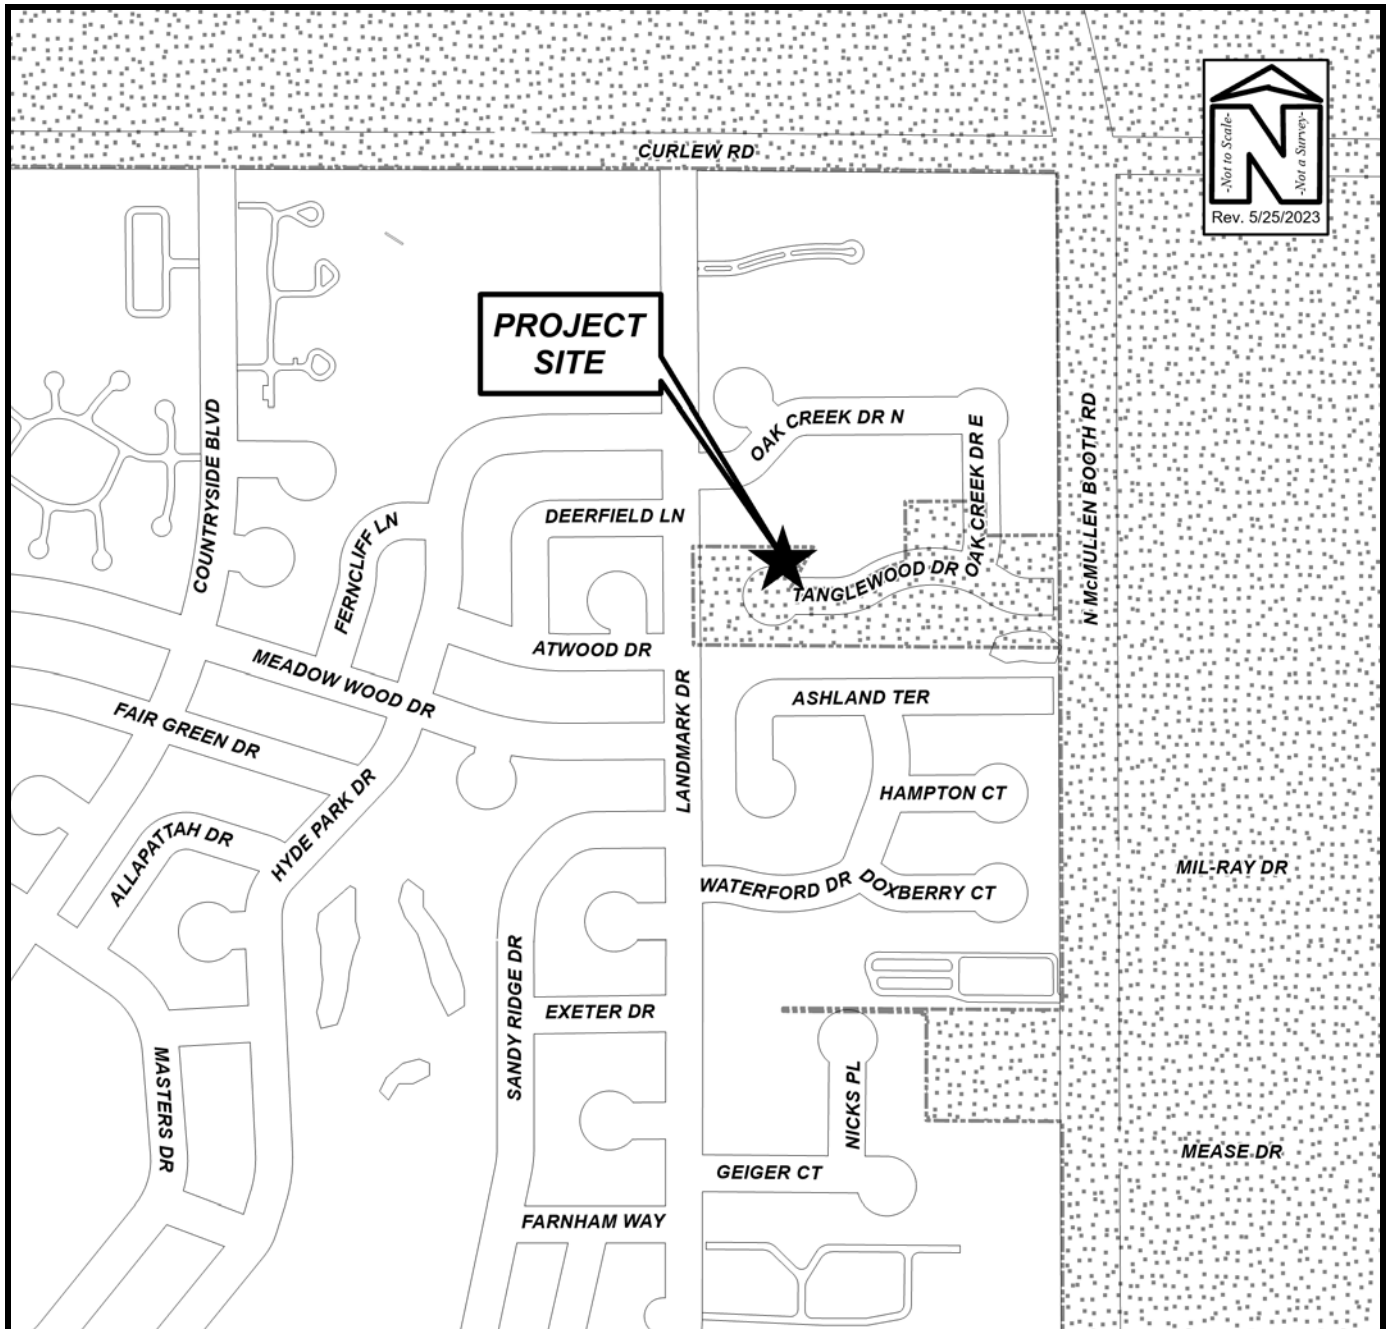 CURLEW RD
-Not to Scale-
N
-Not a Survey-
Rev. 5/25/2023
PROJECT
SITE
COUNTRYSIDE BLVD
OAK CREEK DR N
OAK CREEK DR E
N McMULLEN BOOTH RD
FERNCLIFF LN
DEERFIELD LN
TANGLEWOOD DR
ATWOOD DR
MEADOW WOOD DR
LANDMARK DR
ASHLAND TER
FAIR GREEN DR
HYDE PARK DR
HAMPTON CT
ALLAPATTAH DR
MIL-RAY DR
WATERFORD DR
DOXBERRY CT
SANDY RIDGE DR
EXETER DR
MASTERS DR
NICKS PL
MEASE DR
GEIGER CT
FARNHAM WAY